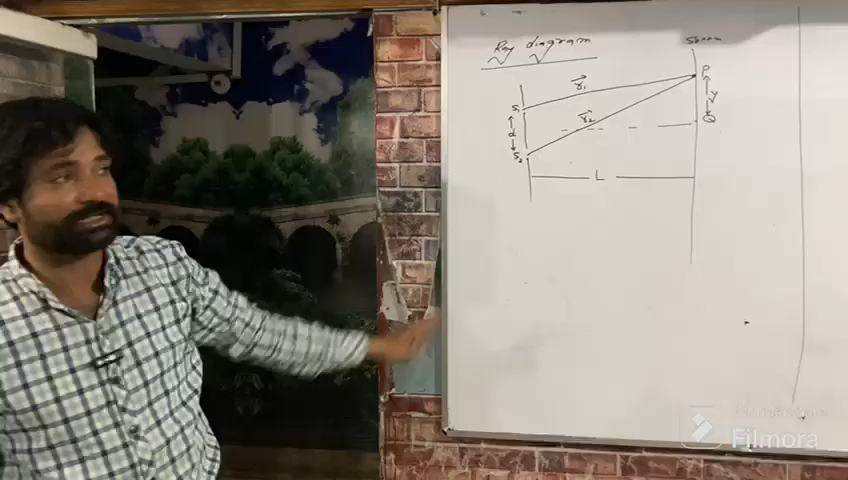 Ray diagram
Screen
P
r₁
S₁
y
r₂
Q
d
S₂
L
Filmora